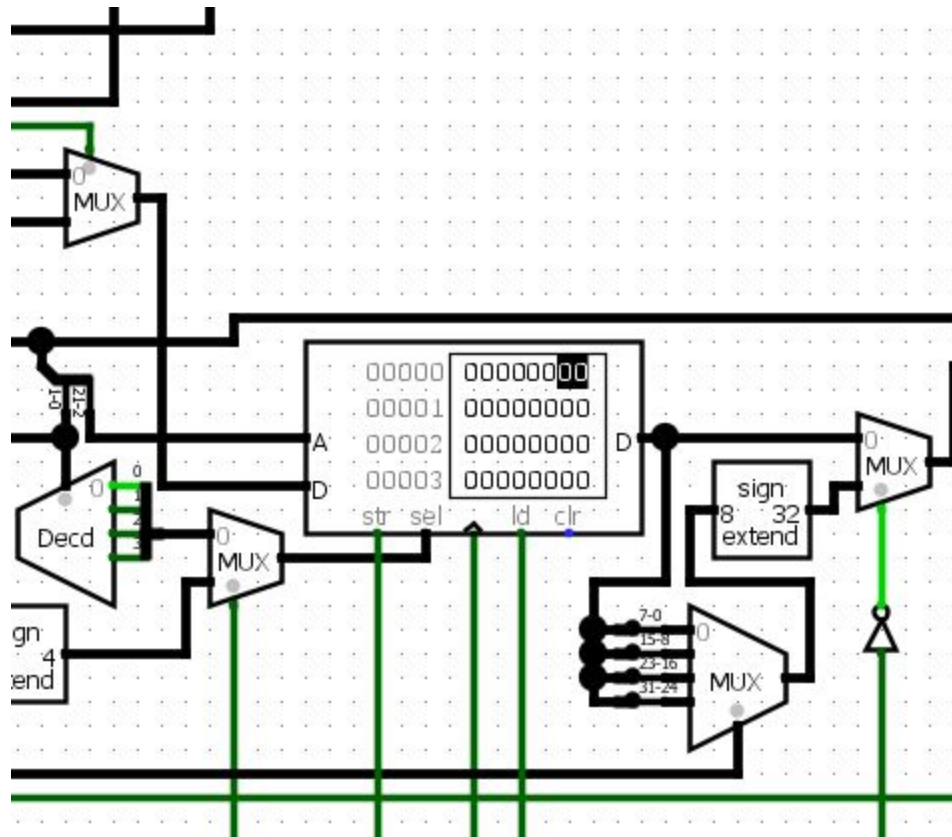 0
MUX
1-0
21-2
00000 00000000
00001 00000000
00002 00000000
00003 00000000
A
D
D
str sel ld clr
0
MUX
sign
8 32
extend
0
0
1
2
3
Decd
0
MUX
gn
4
end
7-0
0
15-8
23-16
31-24
MUX